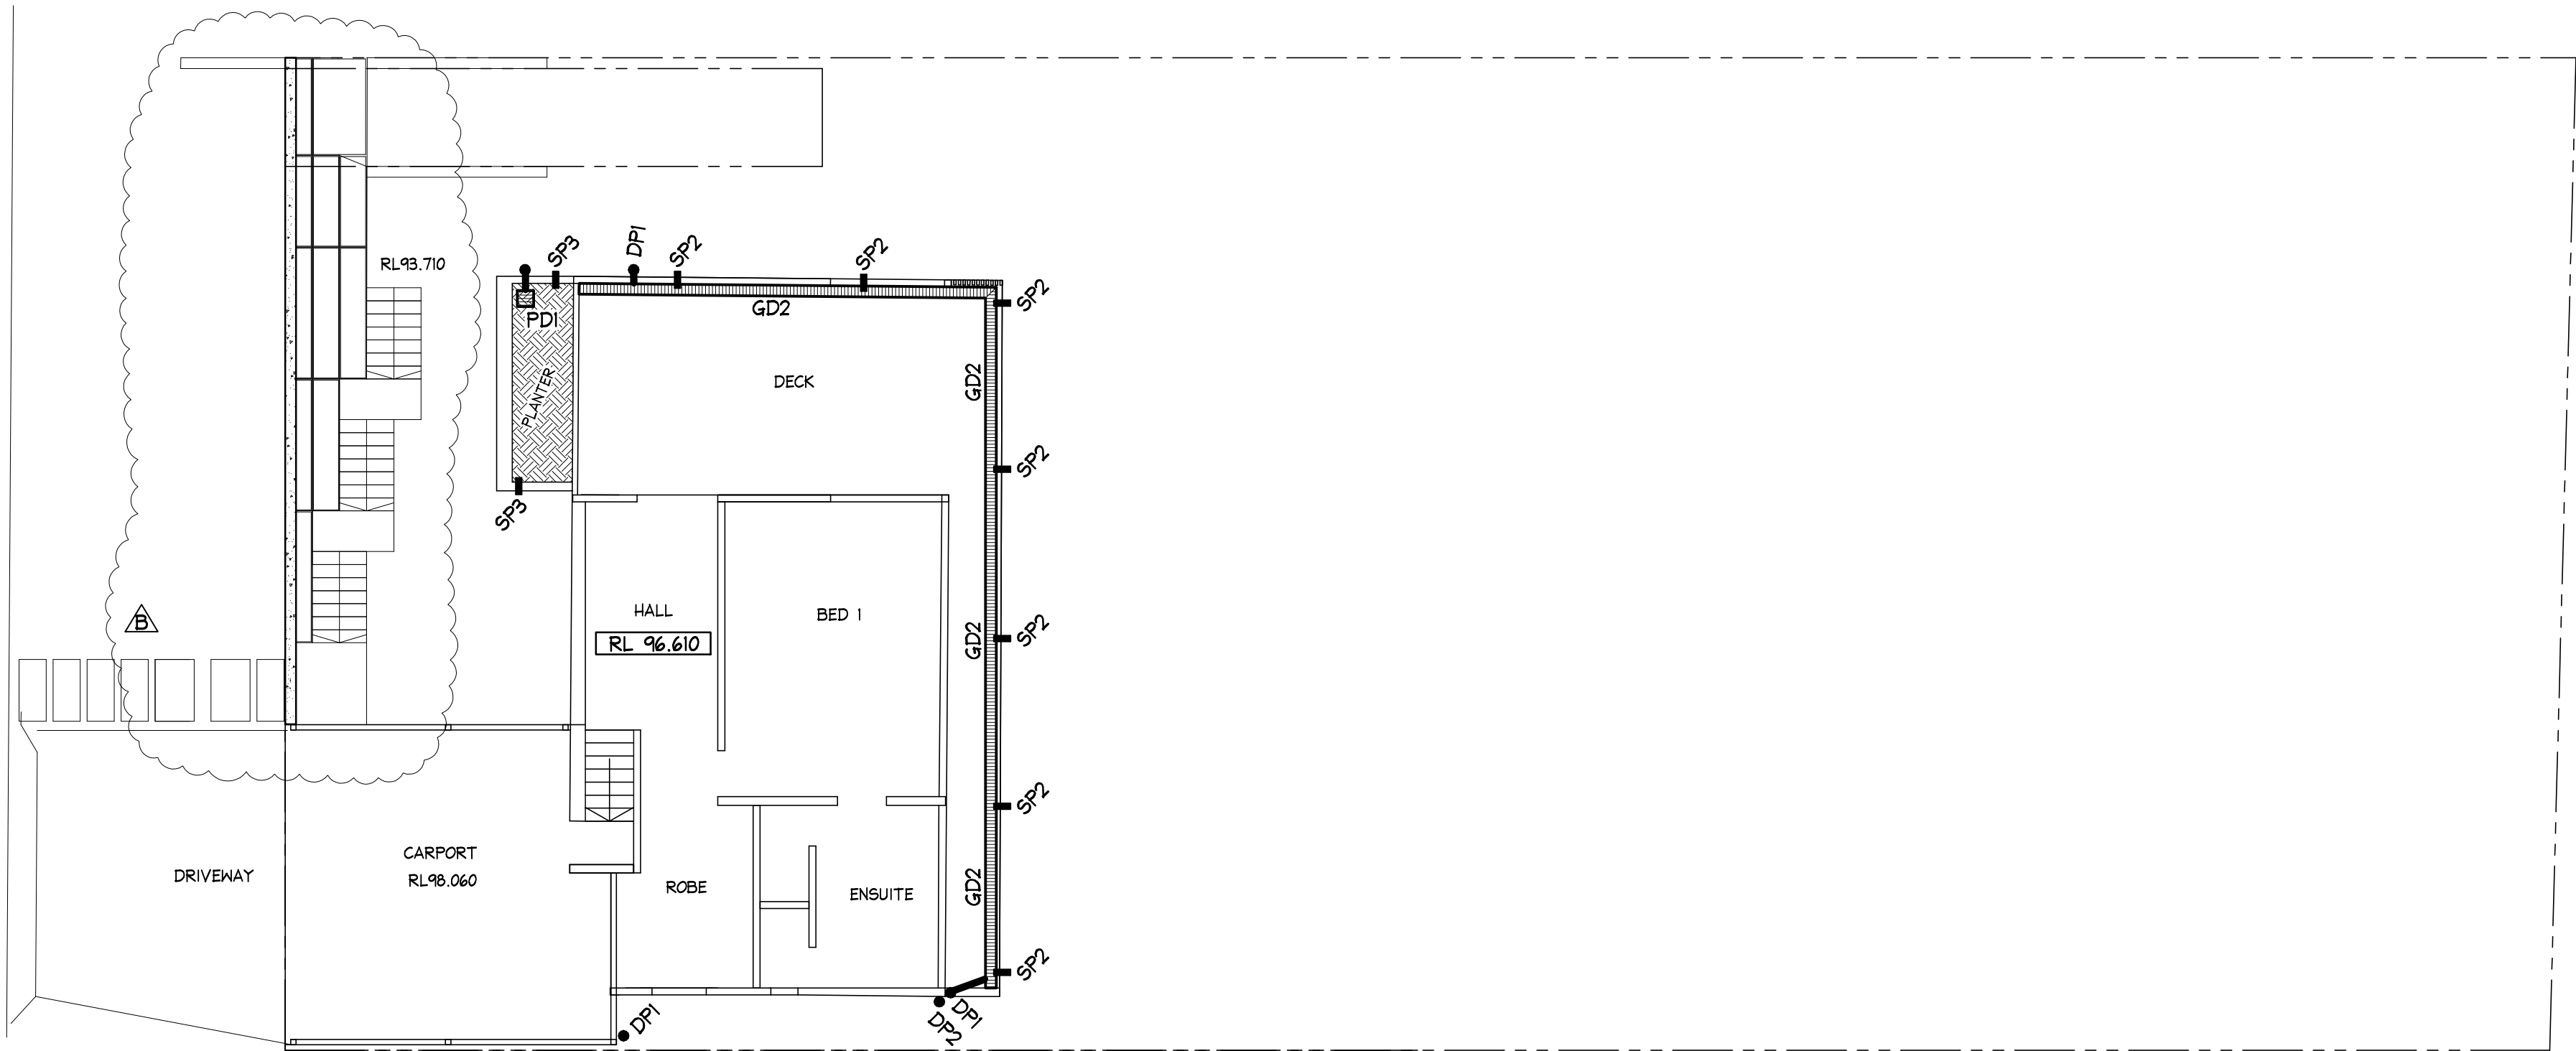 DP1
SP3
SP2
SP2
RL93.710
SP2
GD2
PD1
DECK
GD2
PLANTER
SP2
SP3
HALL
BED 1
B
RL 96.610
GD2
SP2
SP2
CARPORT
RL98.060
DRIVEWAY
ROBE
ENSUITE
GD2
SP2
DP1
DP1
DP2